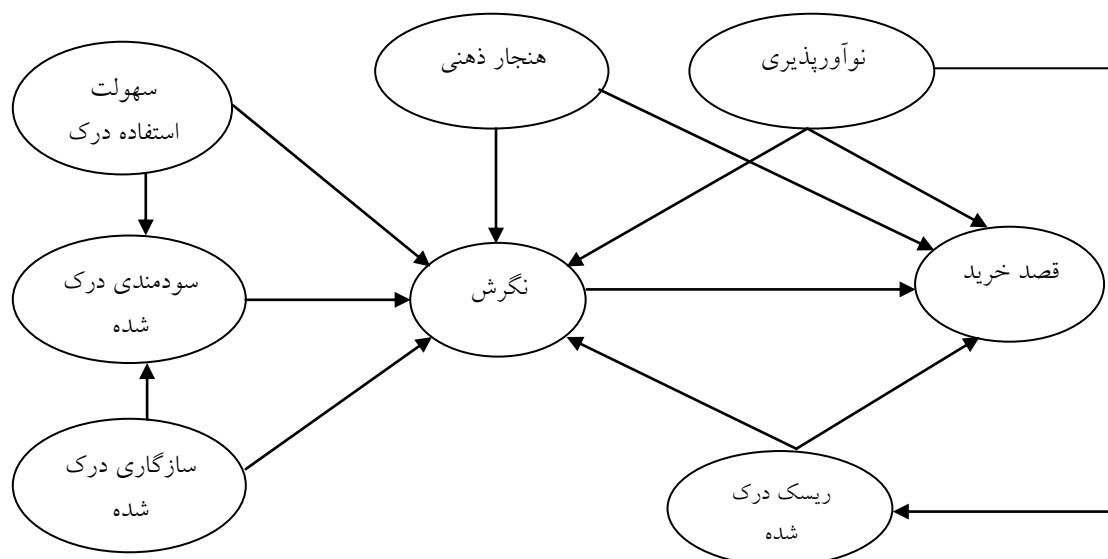 نوآورپذیری
هنجار ذهنی
سهولت
استفاده درک
قصد خرید
نگرش
سودمندی درک
شده
سازگاری درک
شده
ریسک درک
شده